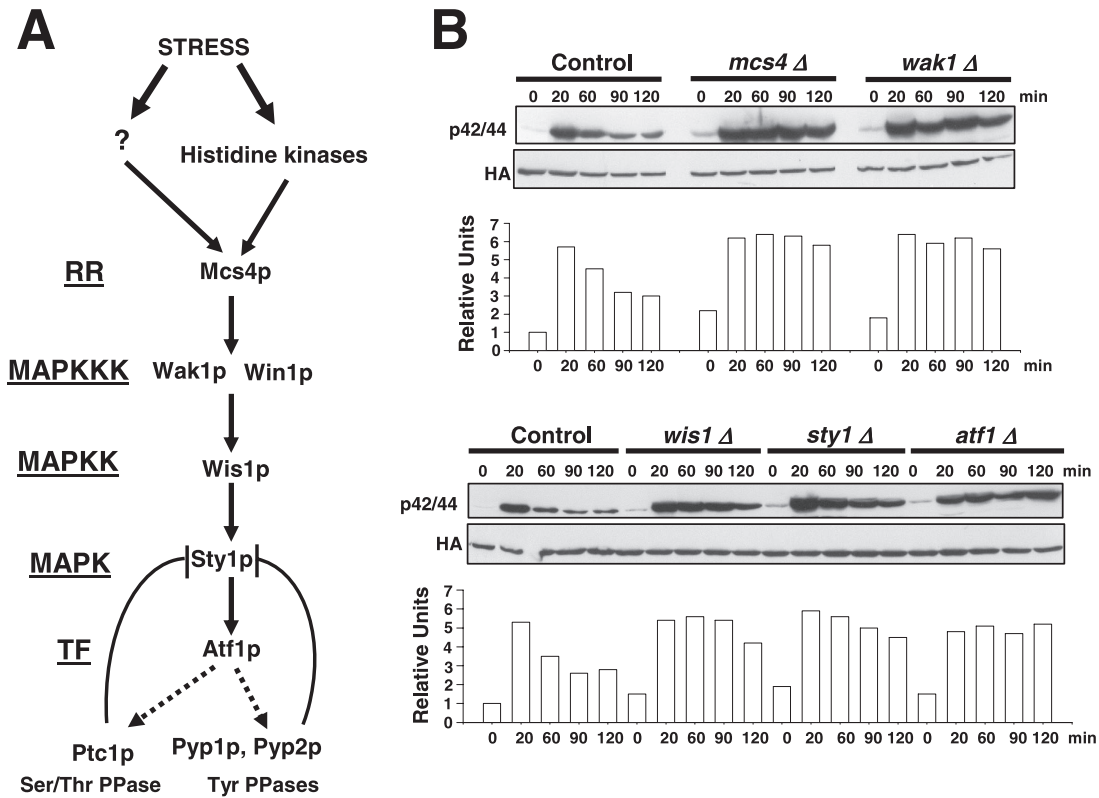 A
STRESS
?
Histidine kinases
RR
Mcs4p
MAPKKK
Wak1p Win1p
MAPKK
Wis1p
MAPK
Sty1p
TF
Atf1p
Ptc1p
Pyp1p, Pyp2p
Ser/Thr PPase
Tyr PPases
B
Control mcs4 Δ wak1 Δ
0 20 60 90 120 0 20 60 90 120 0 20 60 90 120 min
p42/44
HA
Relative Units
7
6
5
4
3
2
1
0
0 20 60 90 120 0 20 60 90 120 0 20 60 90 120 min
Control wis1 Δ sty1 Δ atf1 Δ
0 20 60 90 120 0 20 60 90 120 0 20 60 90 120 0 20 60 90 120 min
p42/44
HA
Relative Units
7
6
5
4
3
2
1
0
0 20 60 90 120 0 20 60 90 120 0 20 60 90 120 0 20 60 90 120 min